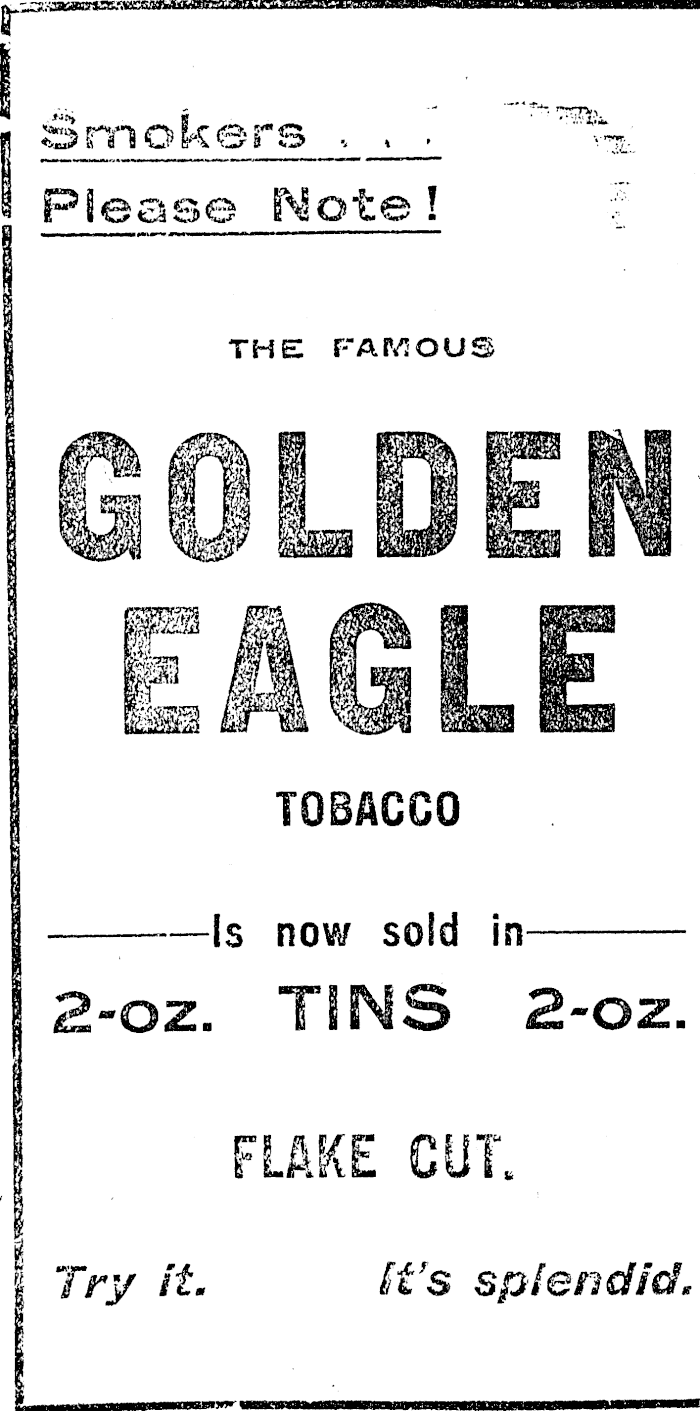 Smokers . . .
Please Note!
THE FAMOUS
GOLDEN
EAGLE
TOBACCO
Is now sold in
2-oz. TINS 2-oz.
FLAKE CUT.
Try it. It's splendid.